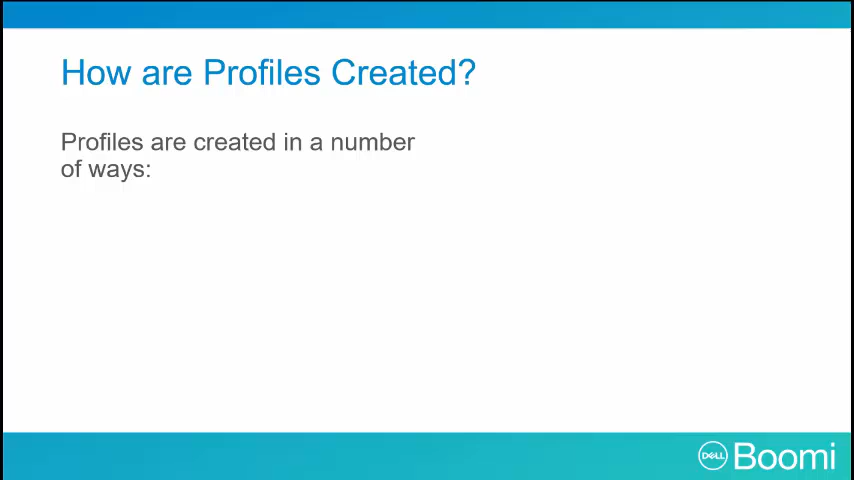 How are Profiles Created?
Profiles are created in a number
of ways:
DELL Boomi